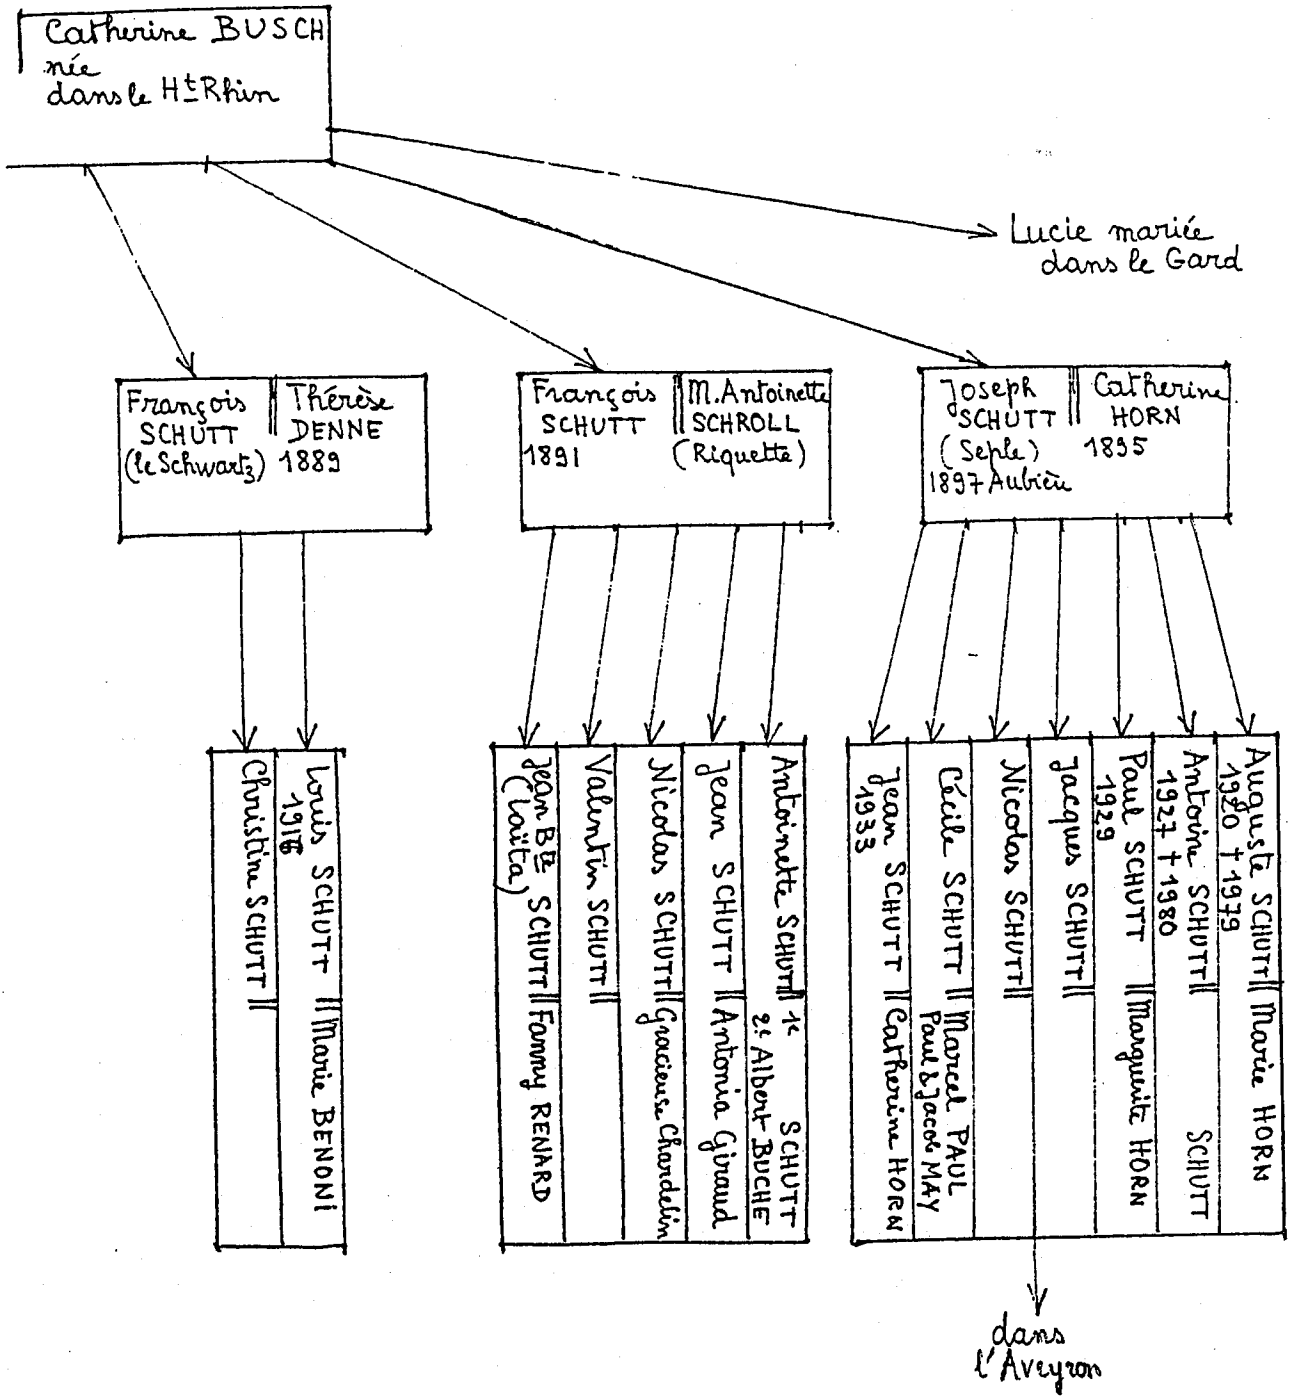 Catherine BUSCH
née
dans le Ht Rhin
Lucie mariée
dans le Gard
François
SCHUTT
(le Schwartz)
Thérèse
DENNE
1889
François
SCHUTT
1891
M. Antoinette
SCHROLL
(Riquette)
Joseph
SCHUTT
(Seple)
1897 Aubière
Catherine
HORN
1895
Christine SCHUTT ||
Louis SCHUTT || Marie BENONI
Jean Bte SCHUTT || Fanny RENARD
(Laïta)
Valentin SCHUTT ||
Nicolas SCHUTT || Gracieuse Chardelin
Jean SCHUTT || Antonia Giraud
Antoinette SCHUTT || 1e SCHUTT
2e Albert BUCHE
Jean SCHUTT || Catherine HORN
1933
Cécile SCHUTT || Marcel PAUL
Paul & Jacob MAY
Nicolas SCHUTT ||
Jacques SCHUTT ||
Paul SCHUTT || Marguerite HORN
1929
Antoine SCHUTT || SCHUTT
1927 † 1980
Auguste SCHUTT || Marie HORN
1920 † 1979
dans
l'Aveyron